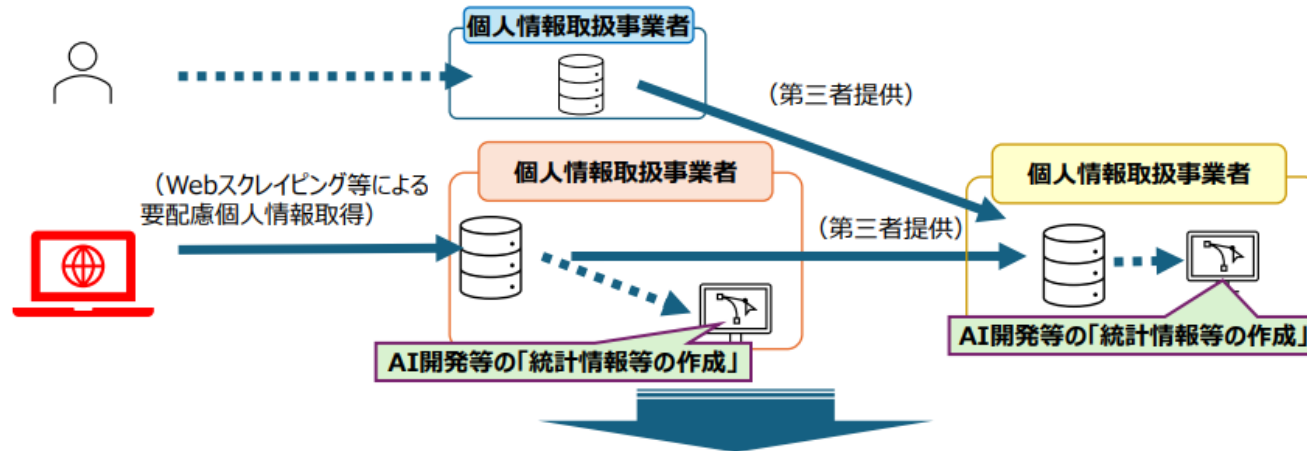 個人情報取扱事業者
（第三者提供）
個人情報取扱事業者
個人情報取扱事業者
（Webスクレイピング等による
要配慮個人情報取得）
（第三者提供）
AI開発等の「統計情報等の作成」
AI開発等の「統計情報等の作成」